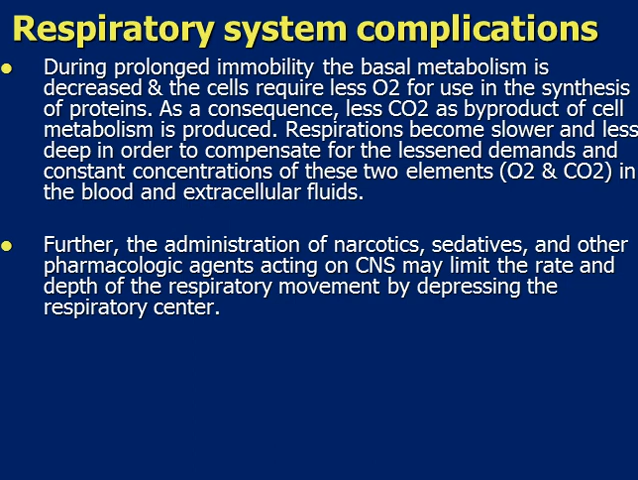 Respiratory system complications
● During prolonged immobility the basal metabolism is
decreased & the cells require less O2 for use in the synthesis
of proteins. As a consequence, less CO2 as byproduct of cell
metabolism is produced. Respirations become slower and less
deep in order to compensate for the lessened demands and
constant concentrations of these two elements (O2 & CO2) in
the blood and extracellular fluids.
● Further, the administration of narcotics, sedatives, and other
pharmacologic agents acting on CNS may limit the rate and
depth of the respiratory movement by depressing the
respiratory center.